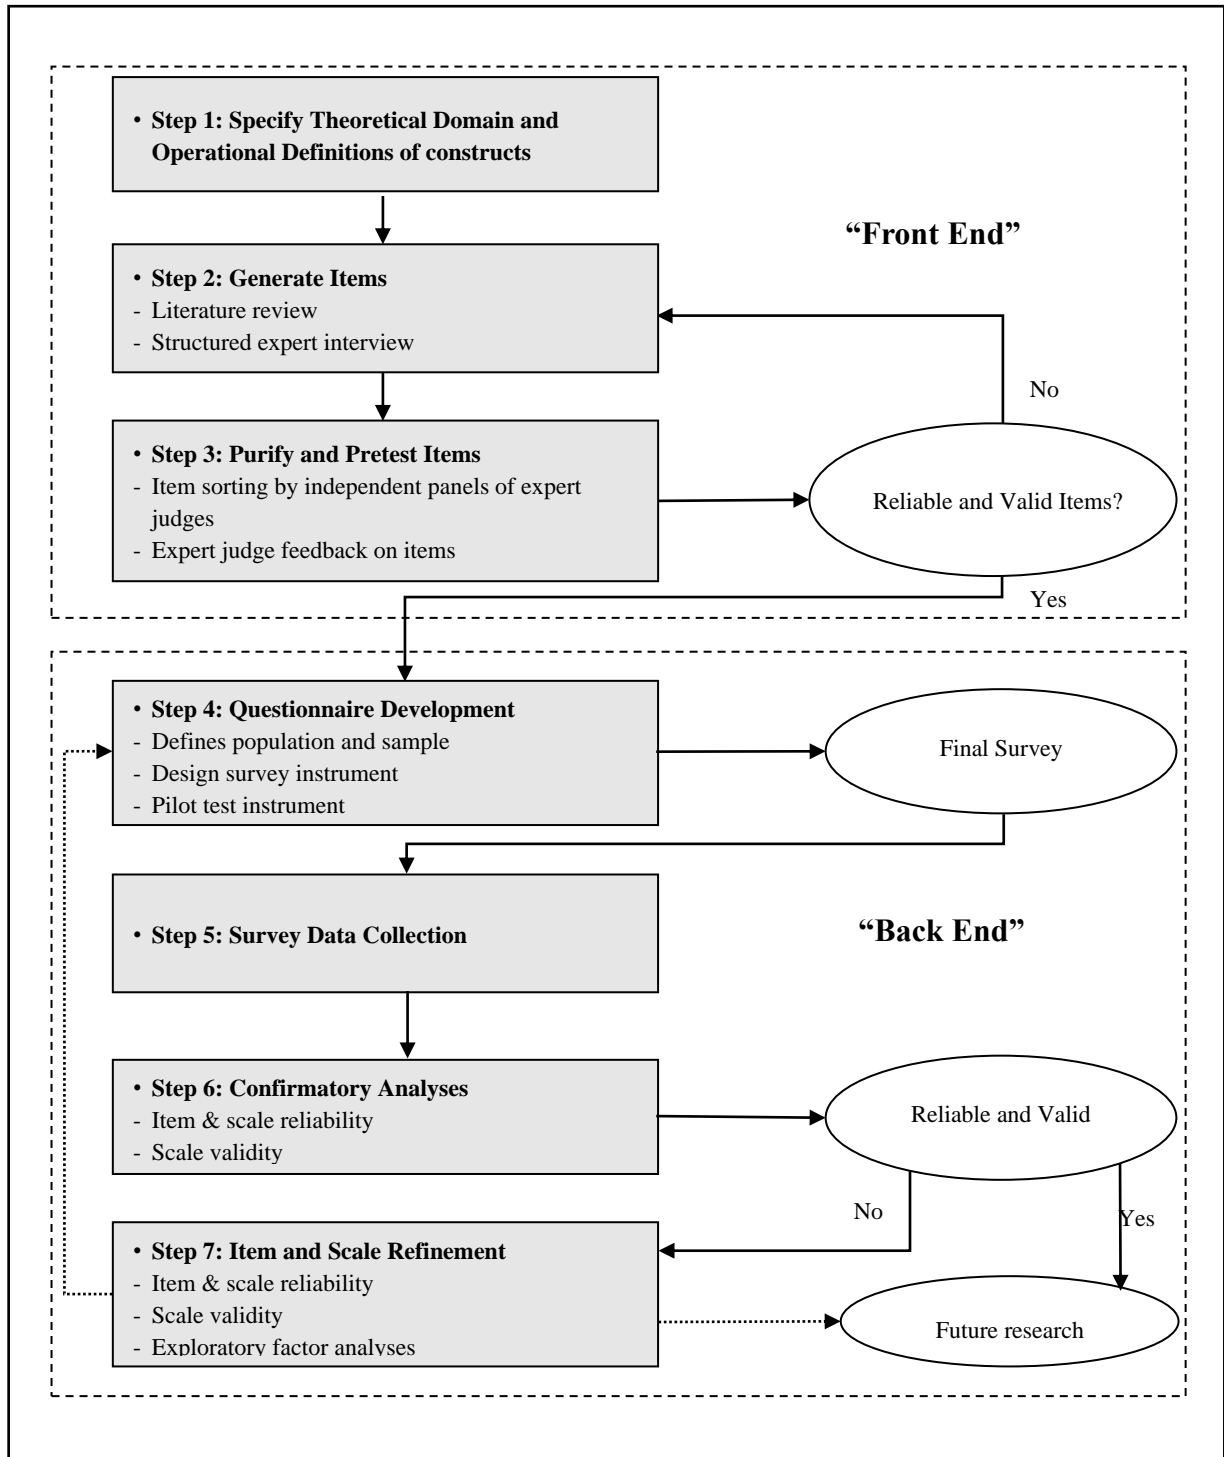 • Step 1: Specify Theoretical Domain and
Operational Definitions of constructs
“Front End”
• Step 2: Generate Items
- Literature review
- Structured expert interview
No
• Step 3: Purify and Pretest Items
- Item sorting by independent panels of expert
judges
- Expert judge feedback on items
Reliable and Valid Items?
Yes
• Step 4: Questionnaire Development
- Defines population and sample
- Design survey instrument
- Pilot test instrument
Final Survey
• Step 5: Survey Data Collection
“Back End”
• Step 6: Confirmatory Analyses
- Item & scale reliability
- Scale validity
Reliable and Valid
No
Yes
• Step 7: Item and Scale Refinement
- Item & scale reliability
- Scale validity
- Exploratory factor analyses
Future research